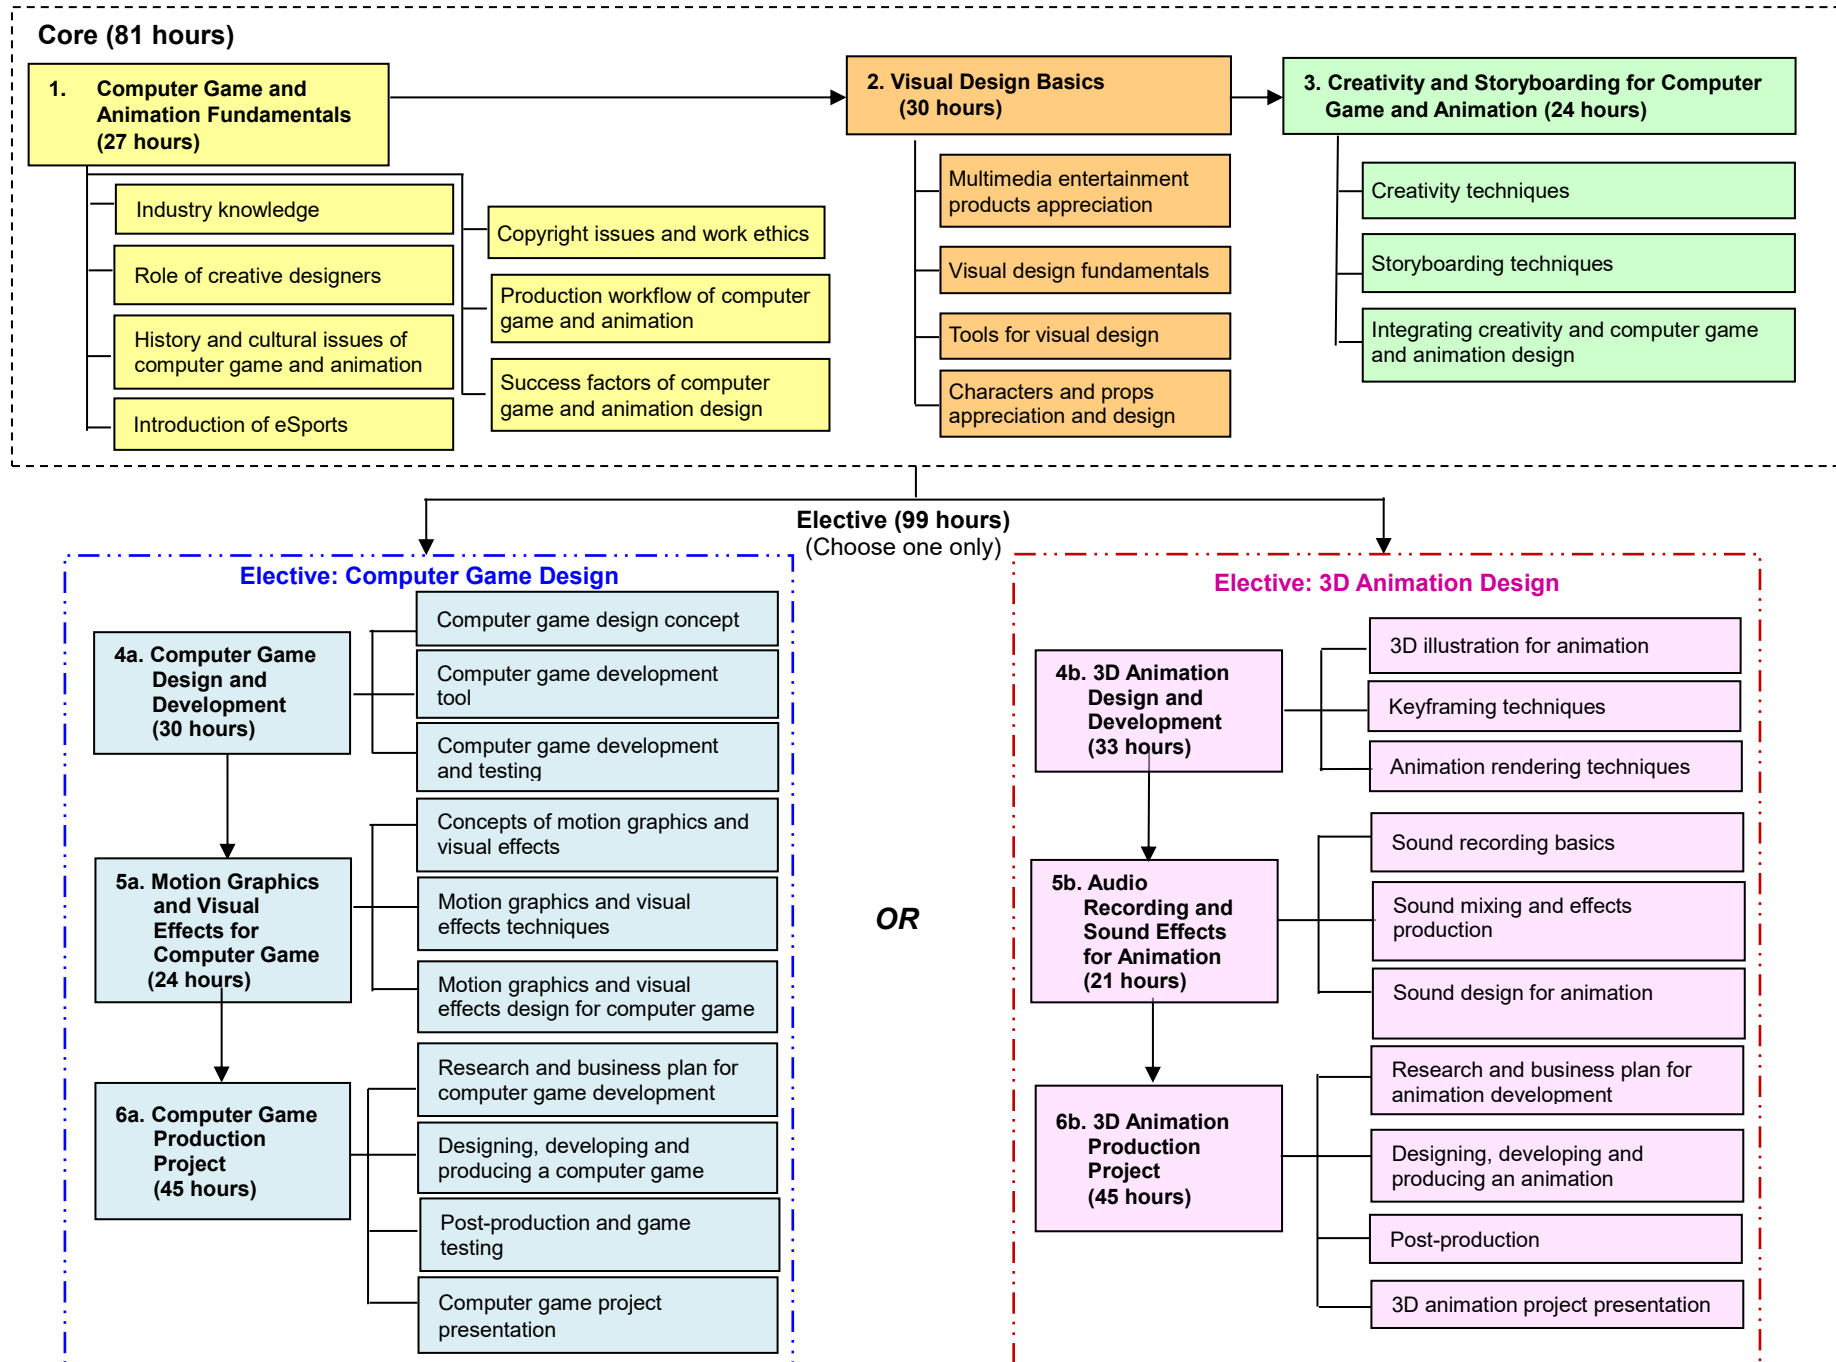 Core (81 hours)
1. Computer Game and
Animation Fundamentals
(27 hours)
Industry knowledge
Role of creative designers
History and cultural issues of
computer game and animation
Introduction of eSports
Copyright issues and work ethics
Production workflow of computer
game and animation
Success factors of computer
game and animation design
2. Visual Design Basics
(30 hours)
Multimedia entertainment
products appreciation
Visual design fundamentals
Tools for visual design
Characters and props
appreciation and design
3. Creativity and Storyboarding for Computer
Game and Animation (24 hours)
Creativity techniques
Storyboarding techniques
Integrating creativity and computer game
and animation design
Elective (99 hours)
(Choose one only)
Elective: Computer Game Design
4a. Computer Game
Design and
Development
(30 hours)
Computer game design concept
Computer game development
tool
Computer game development
and testing
5a. Motion Graphics
and Visual
Effects for
Computer Game
(24 hours)
Concepts of motion graphics and
visual effects
Motion graphics and visual
effects techniques
Motion graphics and visual
effects design for computer game
6a. Computer Game
Production
Project
(45 hours)
Research and business plan for
computer game development
Designing, developing and
producing a computer game
Post-production and game
testing
Computer game project
presentation
OR
Elective: 3D Animation Design
4b. 3D Animation
Design and
Development
(33 hours)
3D illustration for animation
Keyframing techniques
Animation rendering techniques
5b. Audio
Recording and
Sound Effects
for Animation
(21 hours)
Sound recording basics
Sound mixing and effects
production
Sound design for animation
6b. 3D Animation
Production
Project
(45 hours)
Research and business plan for
animation development
Designing, developing and
producing an animation
Post-production
3D animation project presentation